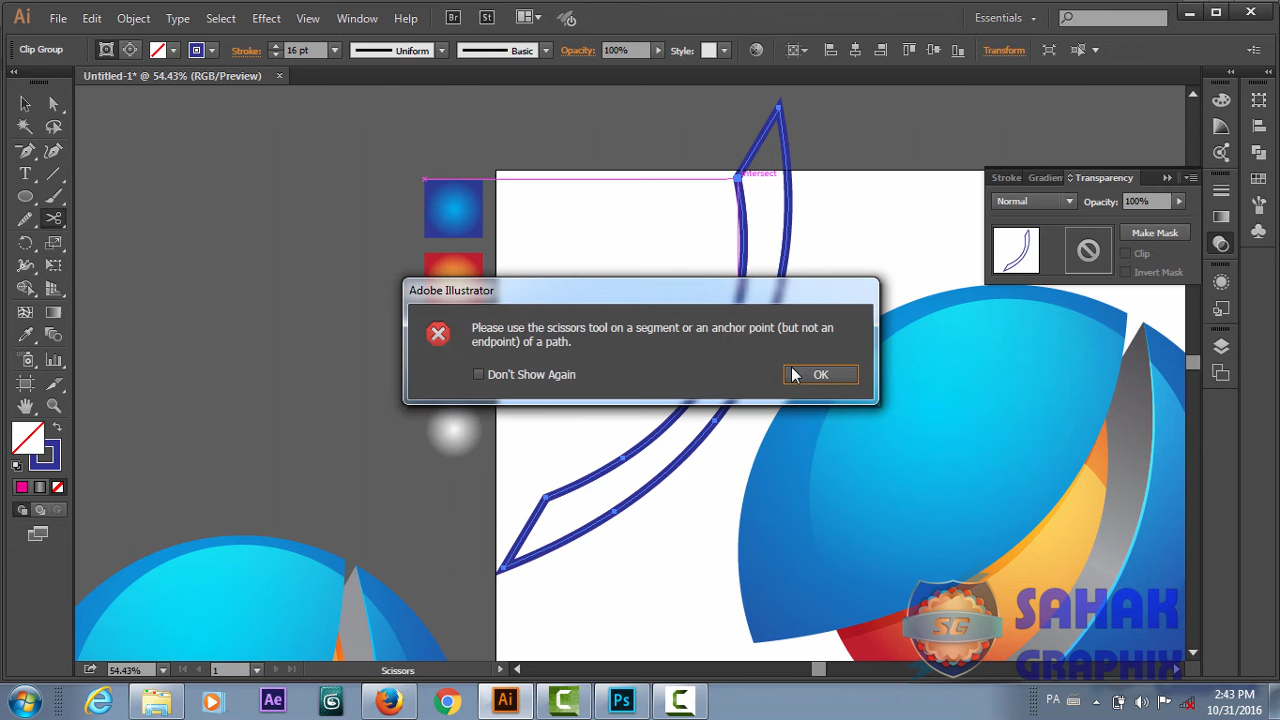 Ai
File
Edit
Object
Type
Select
Effect
View
Window
Help
Br
St
Essentials
Clip Group
Stroke:
16 pt
Uniform
Basic
Opacity:
100%
Style:
Transform
Untitled-1* @ 54.43% (RGB/Preview)
×
intersect
Stroke
Gradien
Transparency
Normal
Opacity:
100%
Make Mask
Clip
Invert Mask
Adobe Illustrator
Please use the scissors tool on a segment or an anchor point (but not an
endpoint) of a path.
Don't Show Again
OK
T
SG
SAHAK
GRAPHIX
54.43%
1
Scissors
Ae
Ai
C
Ps
C
PA
2:43 PM
10/31/2016